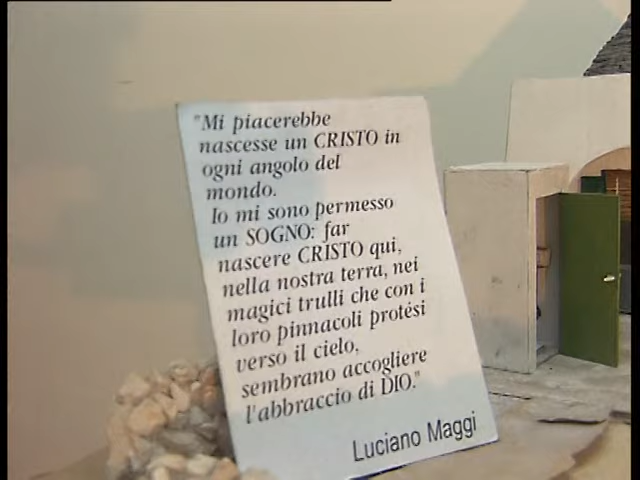 "Mi piacerebbe
nascesse un CRISTO in
ogni angolo del
mondo.
Io mi sono permesso
un SOGNO: far
nascere CRISTO qui,
nella nostra terra, nei
magici trulli che con i
loro pinnacoli protési
verso il cielo,
sembrano accogliere
l'abbraccio di DIO."
Luciano Maggi